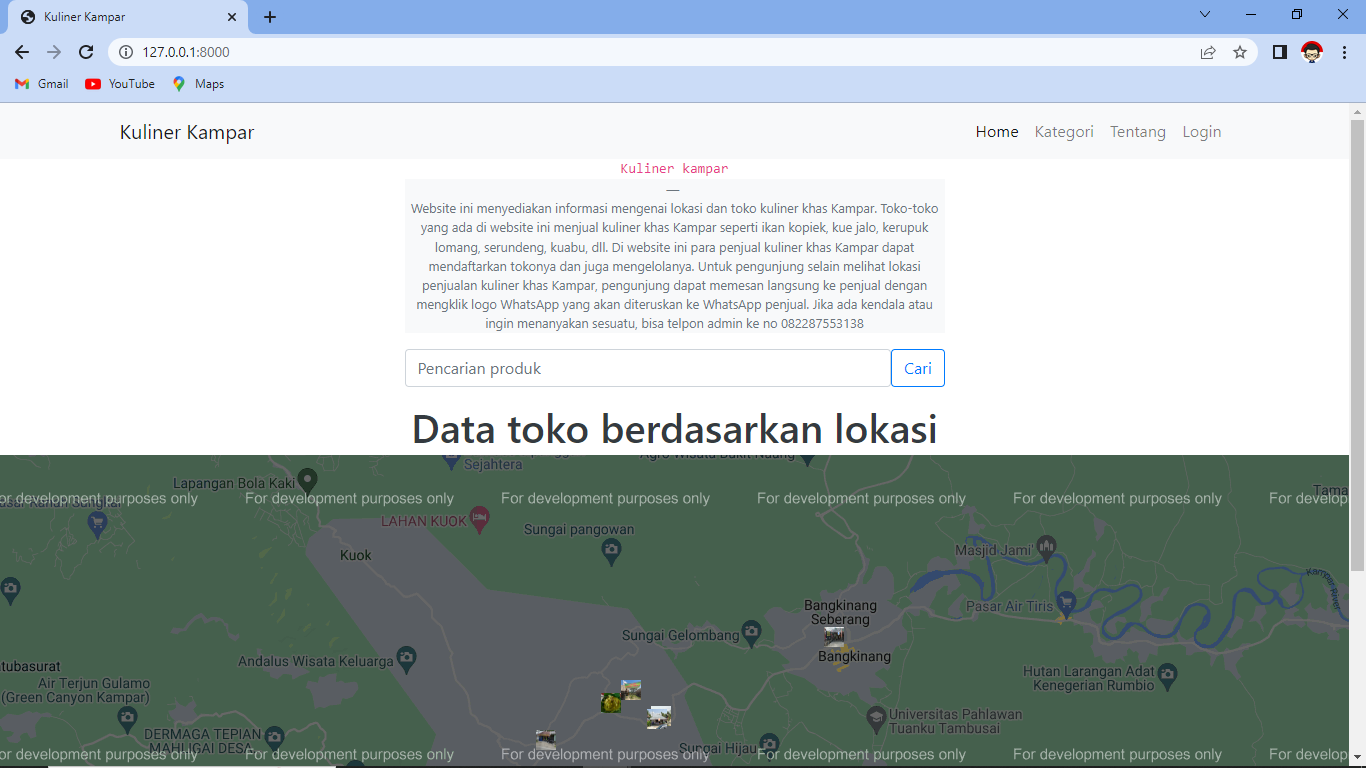 Kuliner Kampar
127.0.0.1:8000
Gmail YouTube Maps
Kuliner Kampar
Home Kategori Tentang Login
Kuliner kampar
—
Website ini menyediakan informasi mengenai lokasi dan toko kuliner khas Kampar. Toko-toko
yang ada di website ini menjual kuliner khas Kampar seperti ikan kopiek, kue jalo, kerupuk
lomang, serundeng, kuabu, dll. Di website ini para penjual kuliner khas Kampar dapat
mendaftarkan tokonya dan juga mengelolanya. Untuk pengunjung selain melihat lokasi
penjualan kuliner khas Kampar, pengunjung dapat memesan langsung ke penjual dengan
mengklik logo WhatsApp yang akan diteruskan ke WhatsApp penjual. Jika ada kendala atau
ingin menanyakan sesuatu, bisa telpon admin ke no 082287553138
Pencarian produk
Cari
Data toko berdasarkan lokasi
Sejahtera
Lapangan Bola Kaki
or development purposes only For development purposes only For development purposes only For development purposes only For development purposes only For develop
LAHAN KUOK
Sungai pangowan
Kuok
Masjid Jami'
Kampar River
Bangkinang
Seberang
Pasar Air Tiris
Sungai Gelombang
Bangkinang
Andalus Wisata Keluarga
tubasurat
Hutan Larangan Adat
Kenegerian Rumbio
Air Terjun Gulamo
(Green Canyon Kampar)
Universitas Pahlawan
Tuanku Tambusai
DERMAGA TEPIAN
MAHLIGAI DESA
Sungai Hijau
or development purposes only For development purposes only For development purposes only For development purposes only For development purposes only For develop